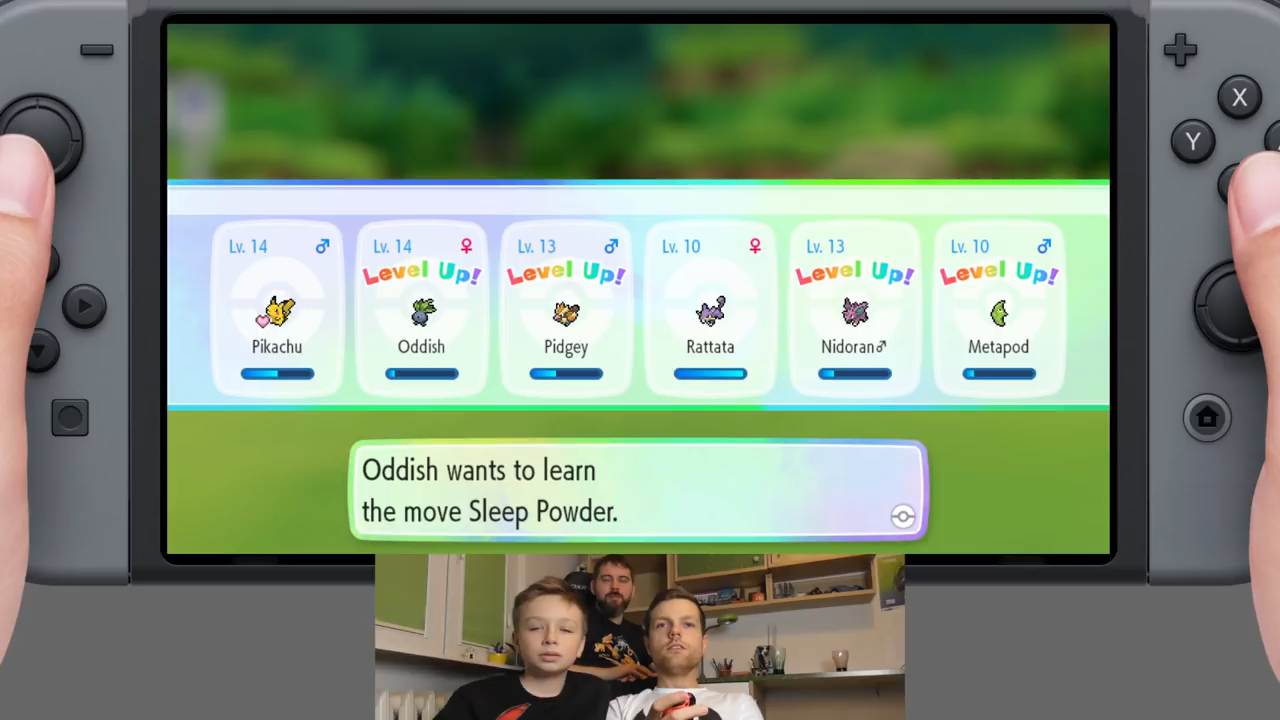 Lv. 14 ♂
Lv. 14 ♀
Lv. 13 ♂
Lv. 10 ♀
Lv. 13
Lv. 10 ♂
Level Up!
Level Up!
Level Up!
Level Up!
Pikachu
Oddish
Pidgey
Rattata
Nidoran♂
Metapod
Oddish wants to learn
the move Sleep Powder.
X
Y